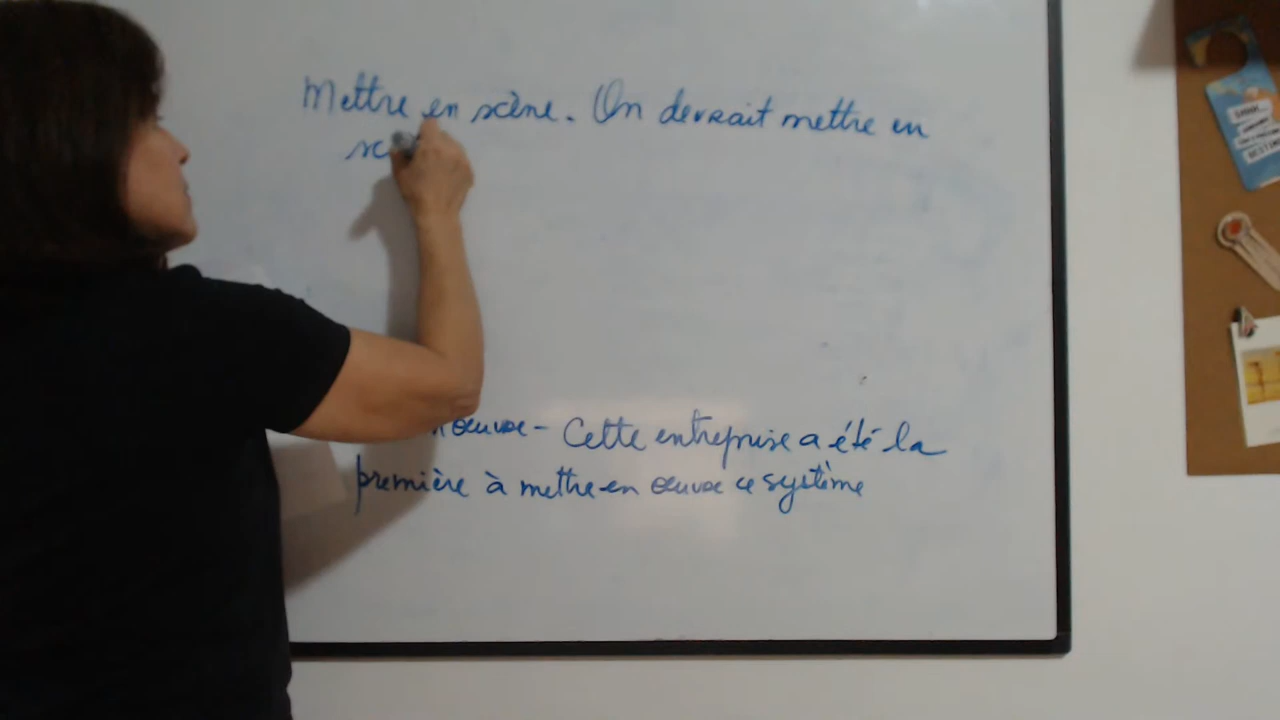 Mettre en scène. On devrait mettre en
sc
œuvre - Cette entreprise a été la
première à mettre en œuvre ce système